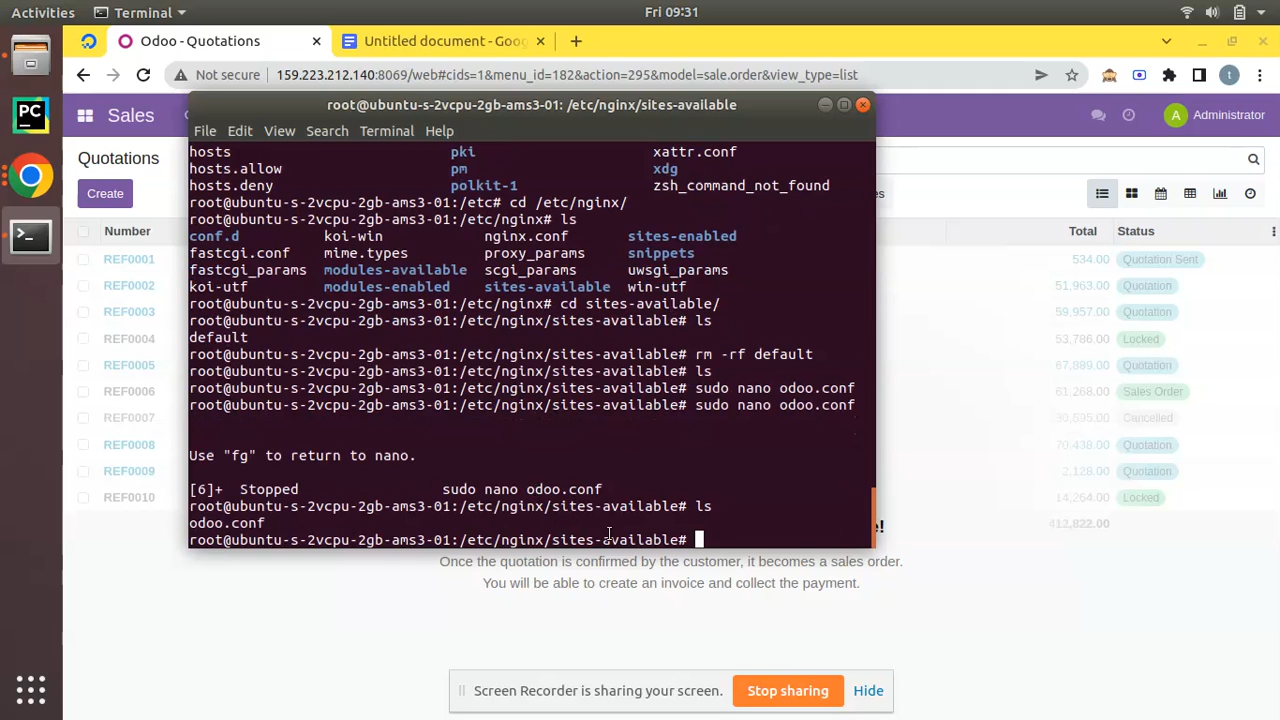 Activities
Terminal
Fri 09:31
Odoo - Quotations
Untitled document - Goo
Not secure
159.223.212.140:8069/web#cids=1&menu_id=182&action=295&model=sale.order&view_type=list
t
Sales
A Administrator
root@ubuntu-s-2vcpu-2gb-ams3-01: /etc/nginx/sites-available
File Edit View Search Terminal Help
Quotations
Create
hosts pki xattr.conf
hosts.allow pm xdg
hosts.deny polkit-1 zsh_command_not_found
root@ubuntu-s-2vcpu-2gb-ams3-01:/etc# cd /etc/nginx/
root@ubuntu-s-2vcpu-2gb-ams3-01:/etc/nginx# ls
conf.d koi-win nginx.conf sites-enabled
fastcgi.conf mime.types proxy_params snippets
fastcgi_params modules-available scgi_params uwsgi_params
koi-utf modules-enabled sites-available win-utf
root@ubuntu-s-2vcpu-2gb-ams3-01:/etc/nginx# cd sites-available/
root@ubuntu-s-2vcpu-2gb-ams3-01:/etc/nginx/sites-available# ls
default
root@ubuntu-s-2vcpu-2gb-ams3-01:/etc/nginx/sites-available# rm -rf default
root@ubuntu-s-2vcpu-2gb-ams3-01:/etc/nginx/sites-available# ls
root@ubuntu-s-2vcpu-2gb-ams3-01:/etc/nginx/sites-available# sudo nano odoo.conf
root@ubuntu-s-2vcpu-2gb-ams3-01:/etc/nginx/sites-available# sudo nano odoo.conf
Use "fg" to return to nano.
[6]+ Stopped sudo nano odoo.conf
root@ubuntu-s-2vcpu-2gb-ams3-01:/etc/nginx/sites-available# ls
odoo.conf
root@ubuntu-s-2vcpu-2gb-ams3-01:/etc/nginx/sites-available#
Number Total Status
REF0001 534.00 Quotation Sent
REF0002 51,963.00 Quotation
REF0003 59,957.00 Quotation
REF0004 53,786.00 Locked
REF0005 67,889.00 Quotation
REF0006 61,268.00 Sales Order
REF0007 30,595.00 Cancelled
REF0008 70,438.00 Quotation
REF0009 2,128.00 Quotation
REF0010 14,264.00 Locked
412,822.00
!
Once the quotation is confirmed by the customer, it becomes a sales order.
You will be able to create an invoice and collect the payment.
Screen Recorder is sharing your screen. Stop sharing Hide
PC